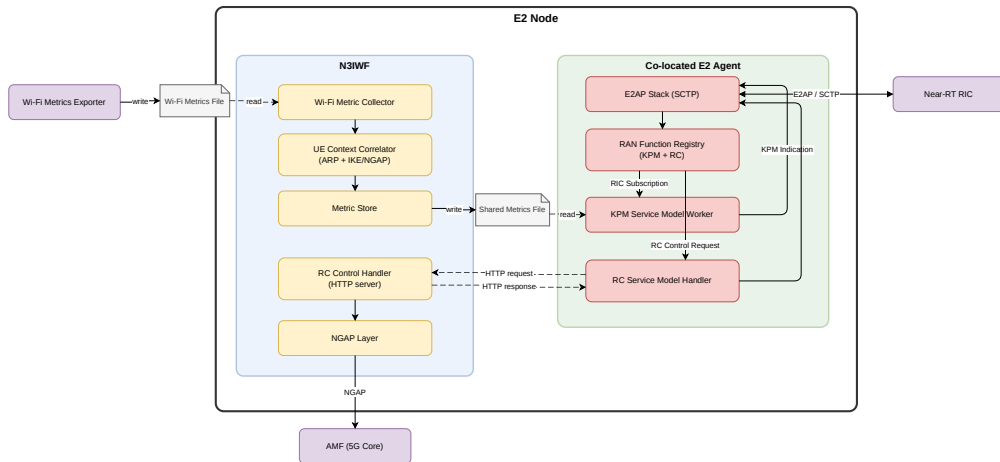 E2 Node
N3IWF
Co-located E2 Agent
Wi-Fi Metrics Exporter
write
Wi-Fi Metrics File
read
Wi-Fi Metric Collector
UE Context Correlator
(ARP + IKE/NGAP)
Metric Store
write
Shared Metrics File
read
RC Control Handler
(HTTP server)
HTTP request
HTTP response
NGAP Layer
NGAP
AMF (5G Core)
E2AP Stack (SCTP)
E2AP / SCTP
Near-RT RIC
RAN Function Registry
(KPM + RC)
KPM Indication
RIC Subscription
KPM Service Model Worker
RC Control Request
RC Service Model Handler